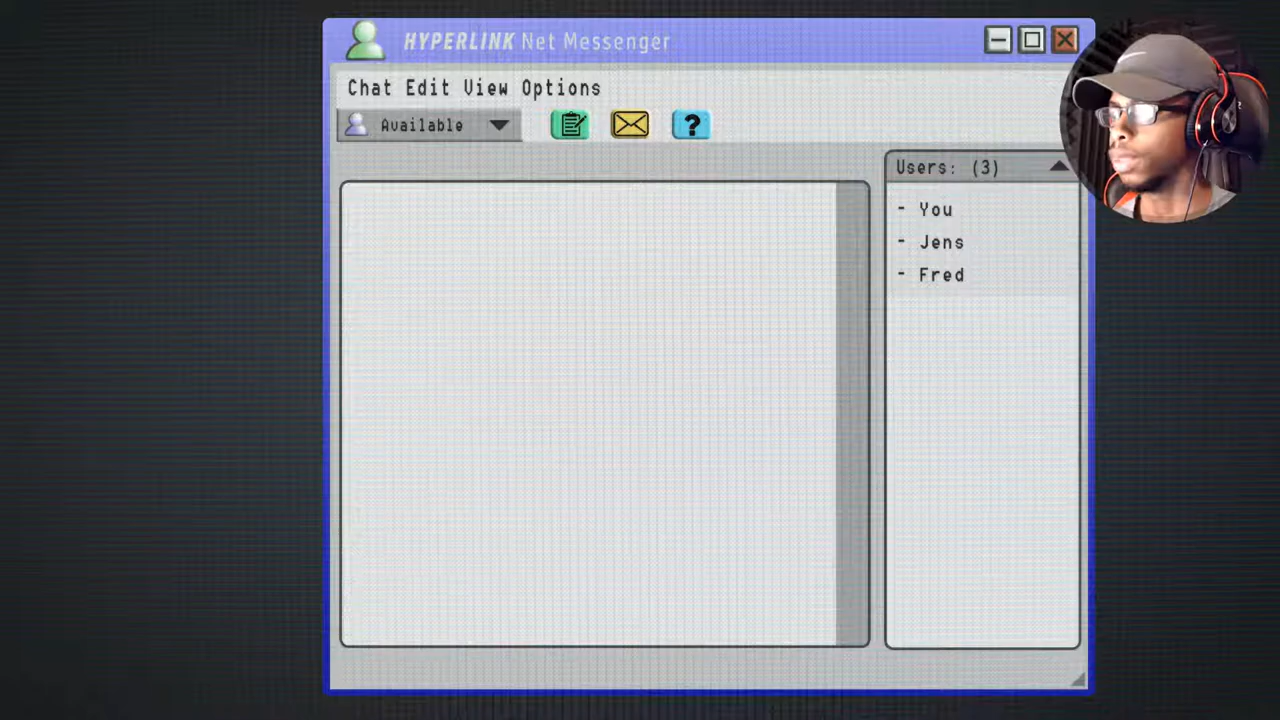 HYPERLINK Net Messenger
Chat Edit View Options
Available
?
Users: (3)
- You
- Jens
- Fred